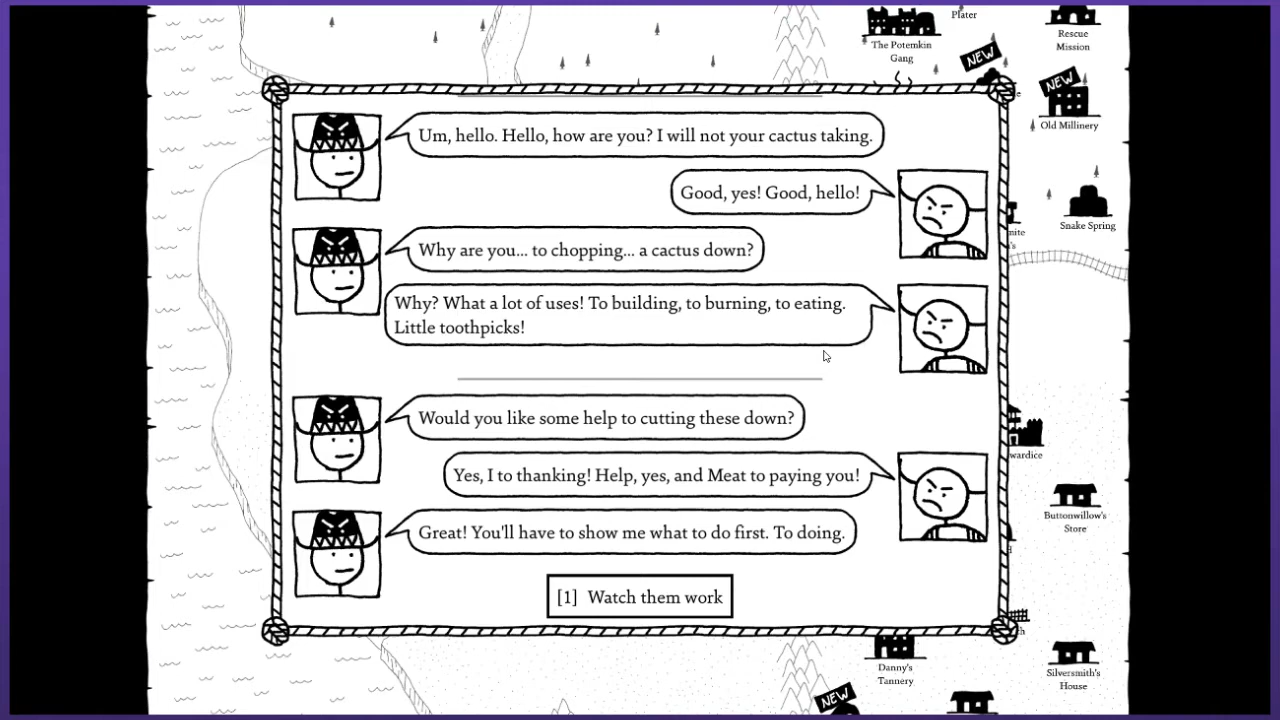 Plater
The Potemkin
Gang
Rescue
Mission
NEW
NEW
Old Millinery
Um, hello. Hello, how are you? I will not your cactus taking.
Good, yes! Good, hello!
Snake Spring
Why are you... to chopping... a cactus down?
Why? What a lot of uses! To building, to burning, to eating.
Little toothpicks!
Would you like some help to cutting these down?
Yes, I to thanking! Help, yes, and Meat to paying you!
Buttonwillow's
Store
Great! You'll have to show me what to do first. To doing.
[1] Watch them work
Danny's
Tannery
Silversmith's
House
NEW